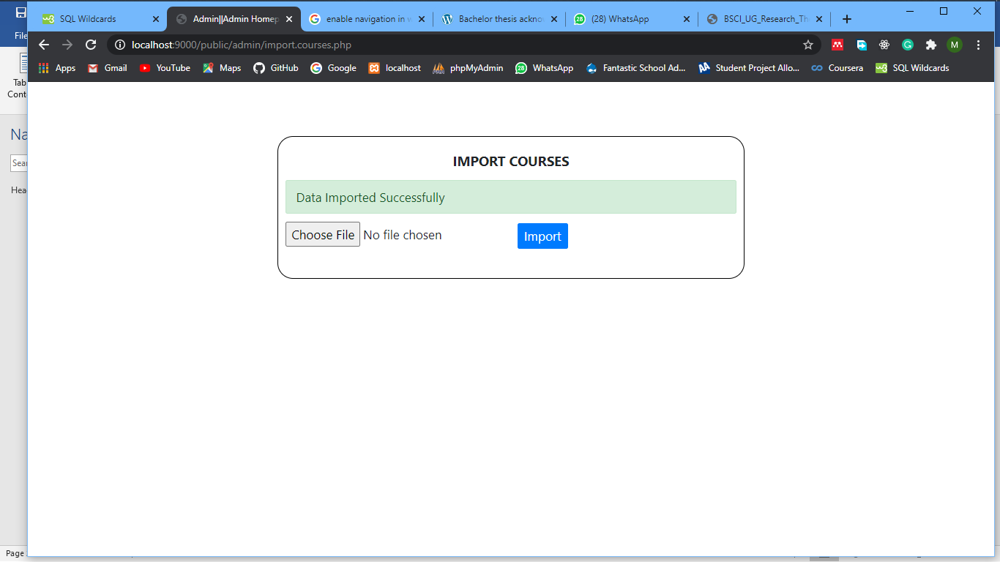 SQL Wildcards
Admin||Admin Homep
enable navigation in w
Bachelor thesis ackno
28
(28) WhatsApp
BSCI_UG_Research_Th
File
localhost:9000/public/admin/import.courses.php
M
Apps
Gmail
YouTube
Maps
GitHub
Google
localhost
phpMyAdmin
28
WhatsApp
Fantastic School Ad...
Student Project Allo...
Coursera
SQL Wildcards
Tab
Cont
Na
Sear
Hea
IMPORT COURSES
Data Imported Successfully
Choose File No file chosen
Import
Page